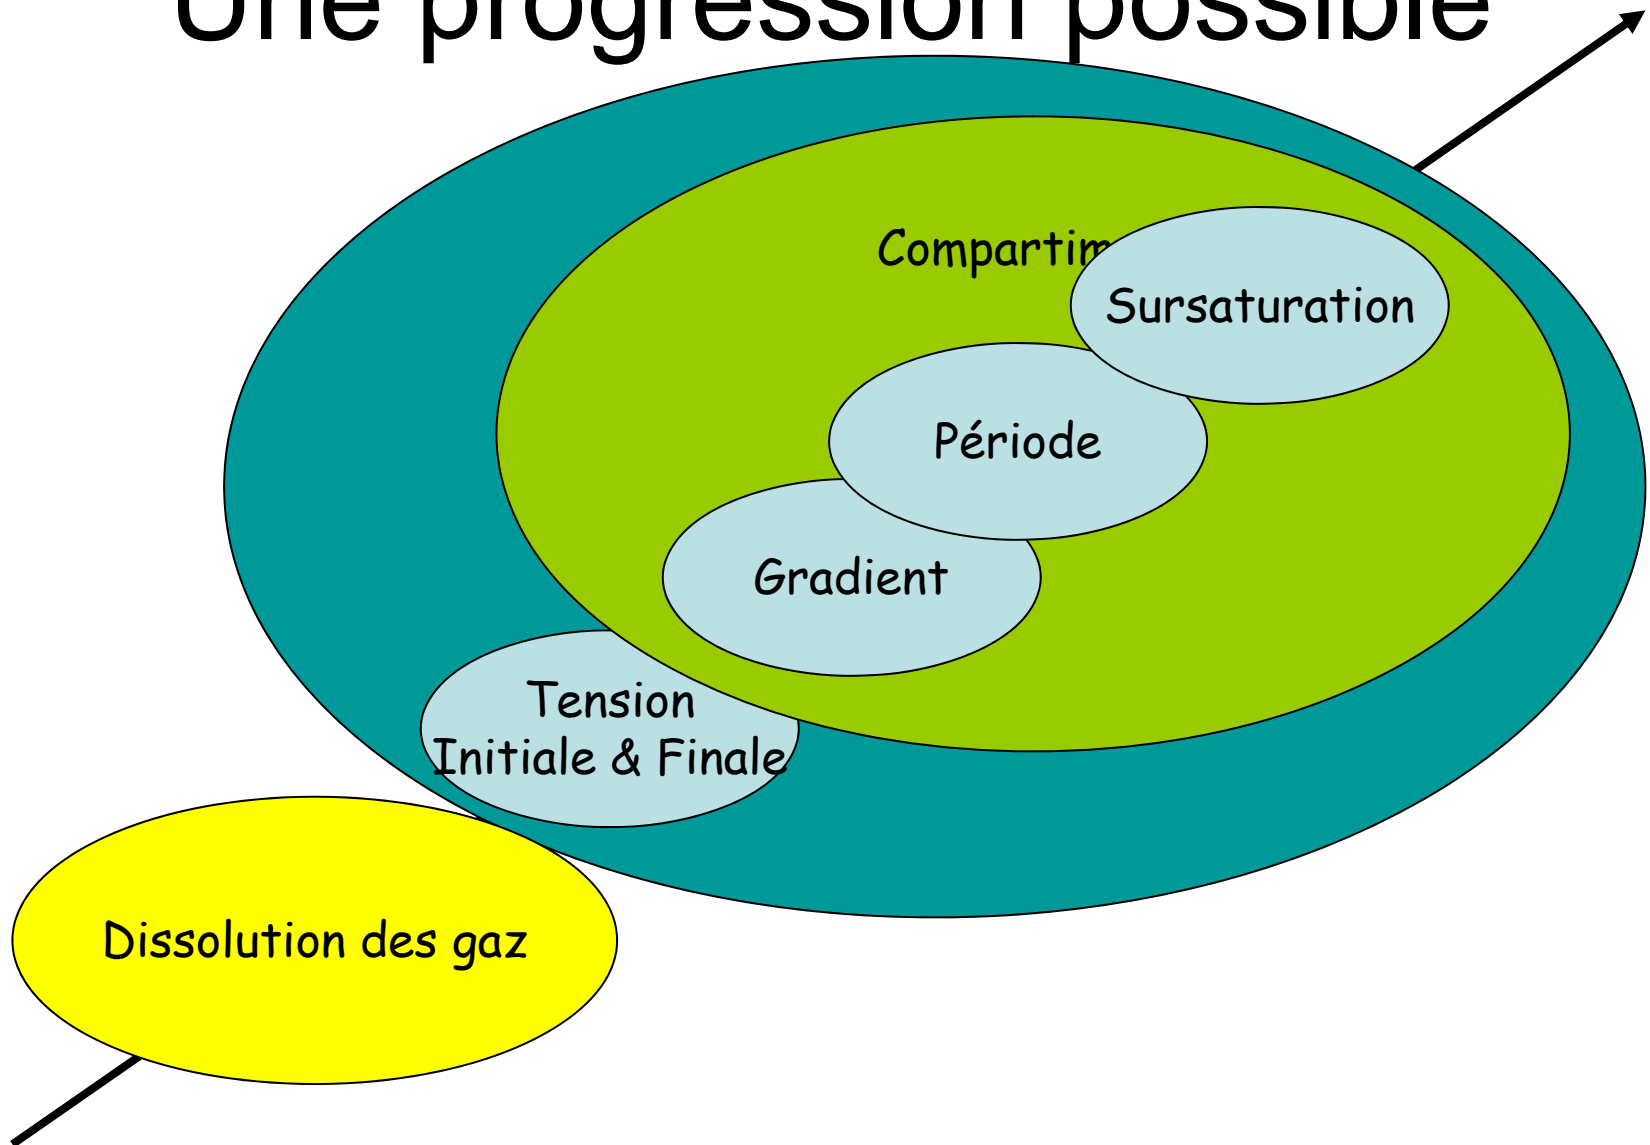 Une progression possible
Compartim
Sursaturation
Période
Gradient
Tension
Initiale & Finale
Dissolution des gaz